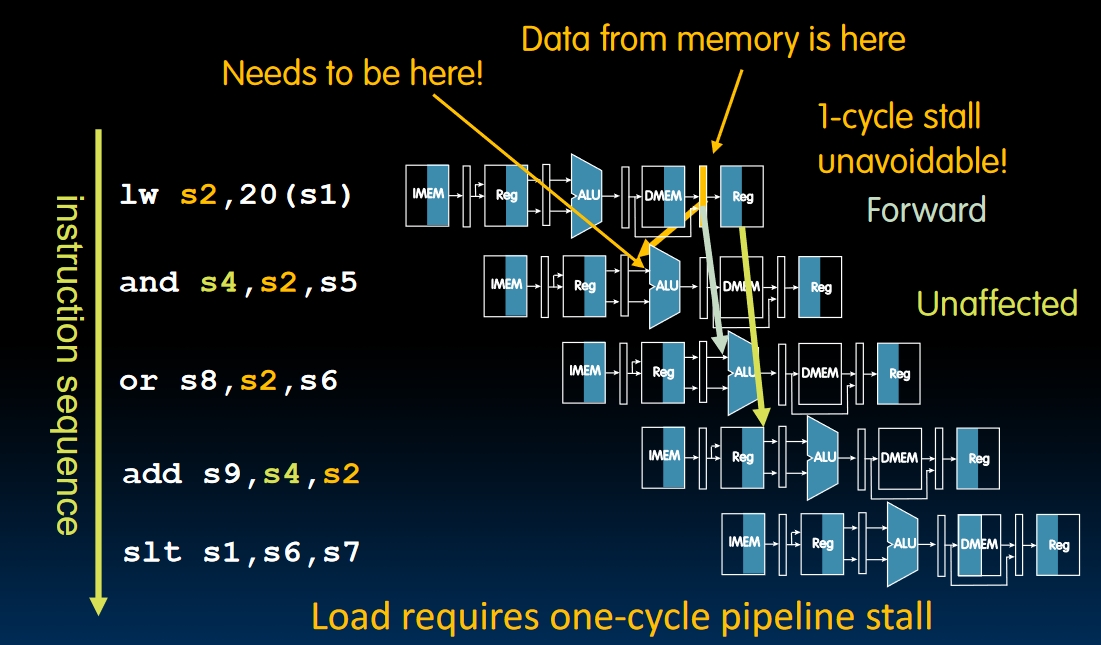 Data from memory is here
Needs to be here!
1-cycle stall
unavoidable!
Forward
Unaffected
instruction sequence
lw s2,20(s1)
IMEM Reg ALU DMEM Reg
and s4,s2,s5
IMEM Reg ALU DMEM Reg
or s8,s2,s6
IMEM Reg ALU DMEM Reg
add s9,s4,s2
IMEM Reg ALU DMEM Reg
slt s1,s6,s7
IMEM Reg ALU DMEM Reg
Load requires one-cycle pipeline stall